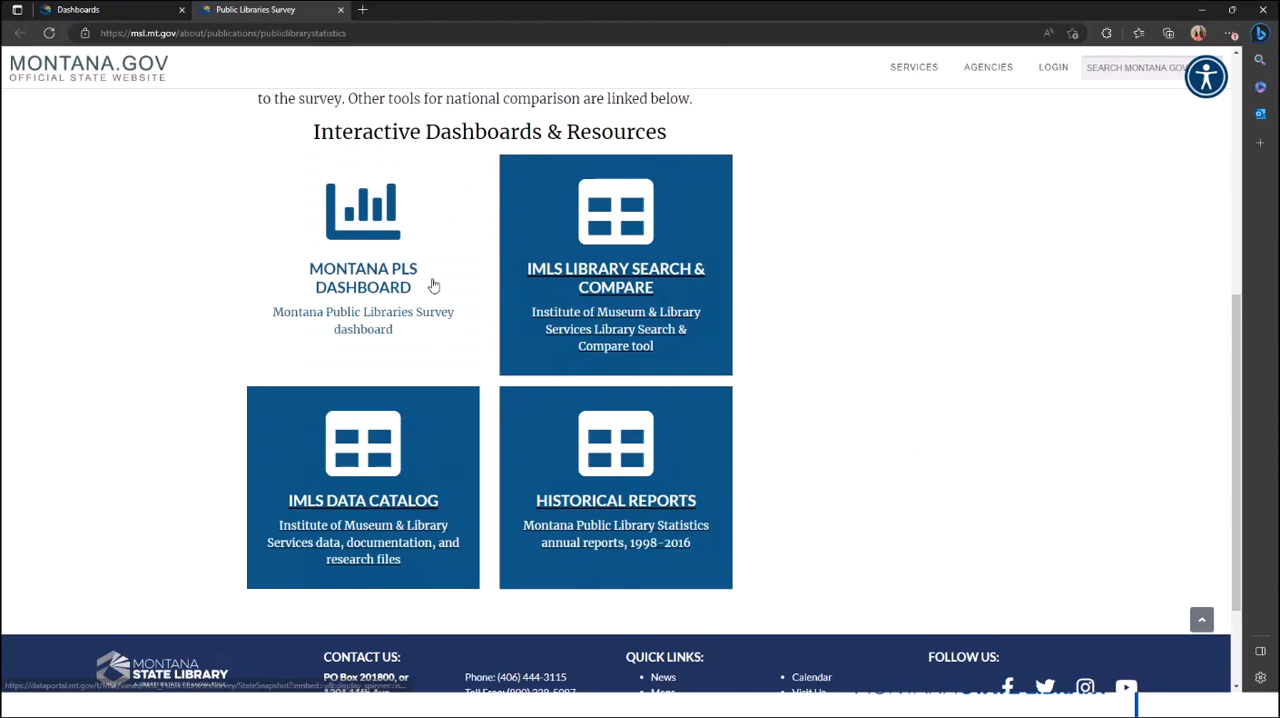 Dashboards
Public Libraries Survey
https://msl.mt.gov/about/publications/publiclibrarystatistics
MONTANA.GOV
OFFICIAL STATE WEBSITE
SERVICES
AGENCIES
LOGIN
SEARCH MONTANA.GOV
to the survey. Other tools for national comparison are linked below.
Interactive Dashboards & Resources
MONTANA PLS
DASHBOARD
Montana Public Libraries Survey
dashboard
IMLS LIBRARY SEARCH &
COMPARE
Institute of Museum & Library
Services Library Search &
Compare tool
IMLS DATA CATALOG
Institute of Museum & Library
Services data, documentation, and
research files
HISTORICAL REPORTS
Montana Public Library Statistics
annual reports, 1998-2016
MONTANA
STATE LIBRARY
CONTACT US:
PO Box 201800, or
Phone: (406) 444-3115
QUICK LINKS:
News
Maps
Calendar
Visit Us
FOLLOW US: